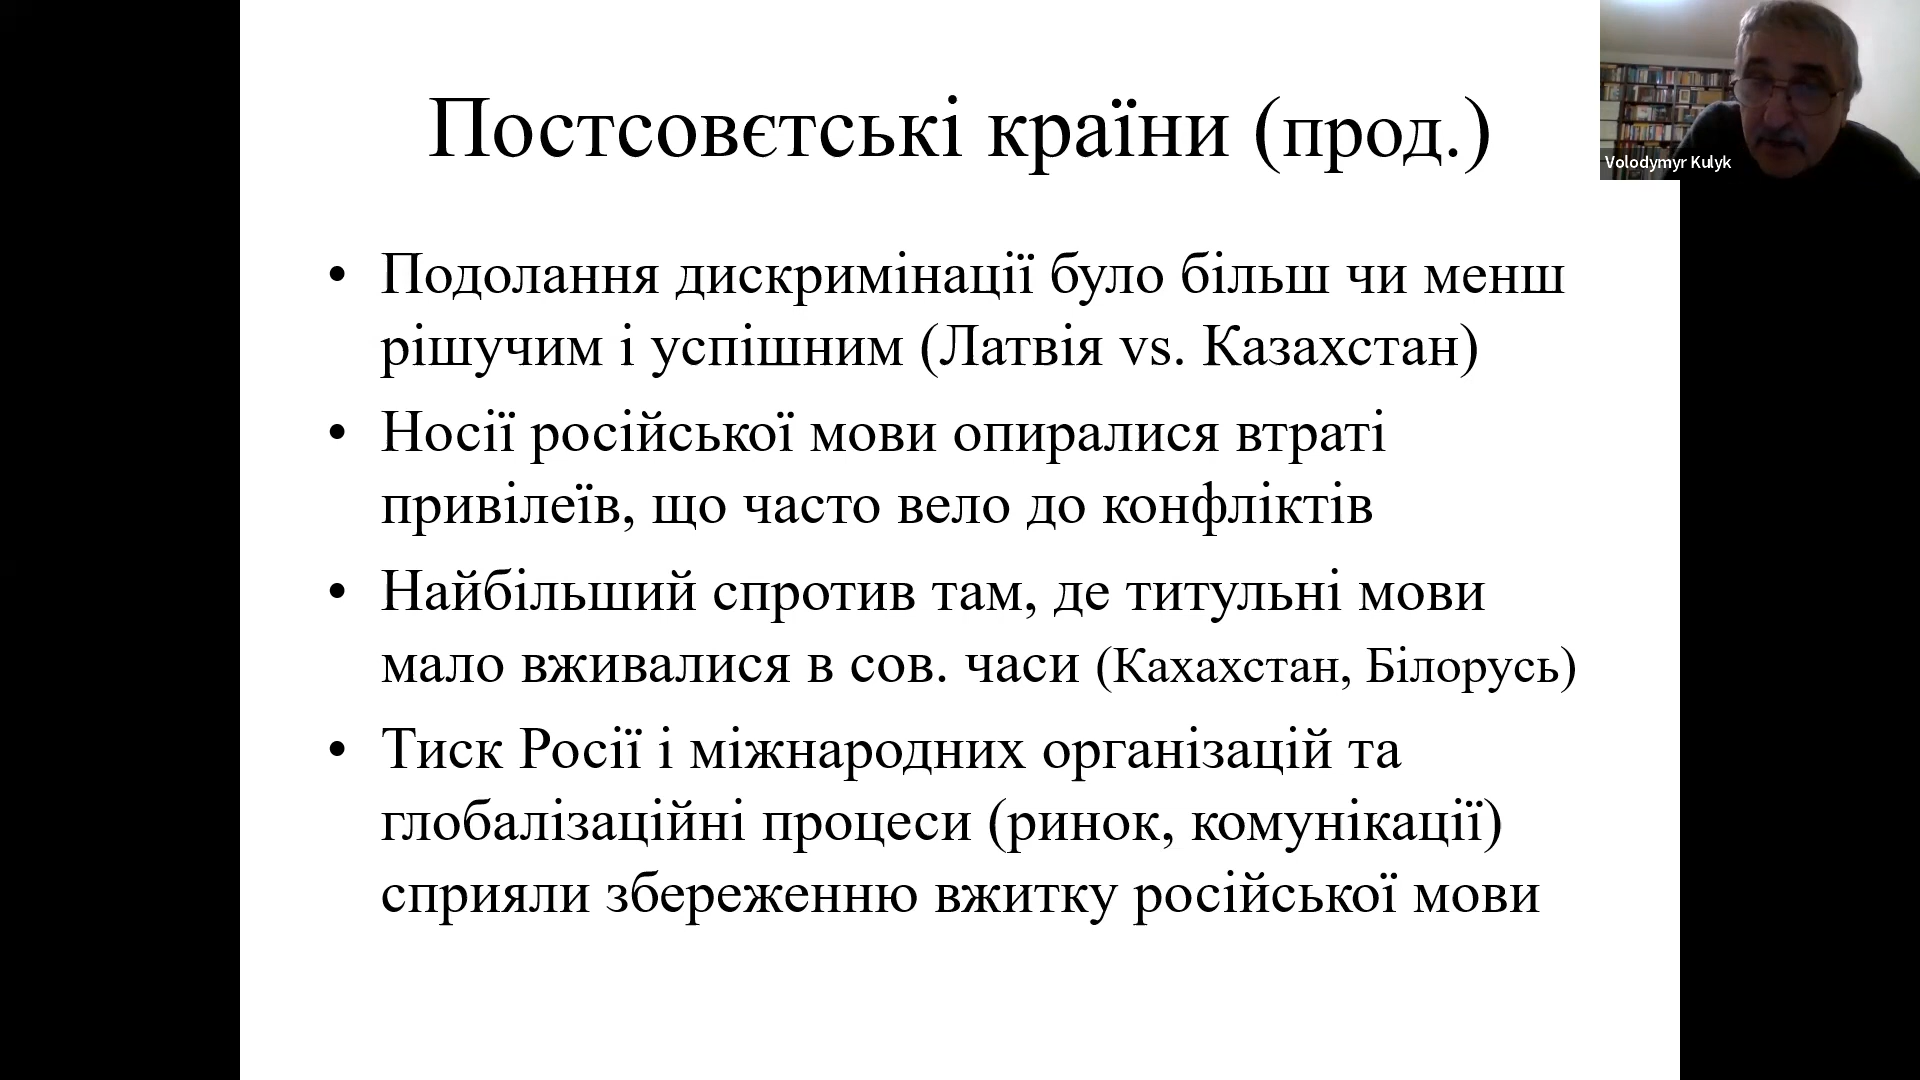 Постсовєтські країни (прод.)
Volodymyr Kulyk
• Подолання дискримінації було більш чи менш
рішучим і успішним (Латвія vs. Казахстан)
• Носії російської мови опиралися втраті
привілеїв, що часто вело до конфліктів
• Найбільший спротив там, де титульні мови
мало вживалися в сов. часи (Кахахстан, Білорусь)
• Тиск Росії і міжнародних організацій та
глобалізаційні процеси (ринок, комунікації)
сприяли збереженню вжитку російської мови